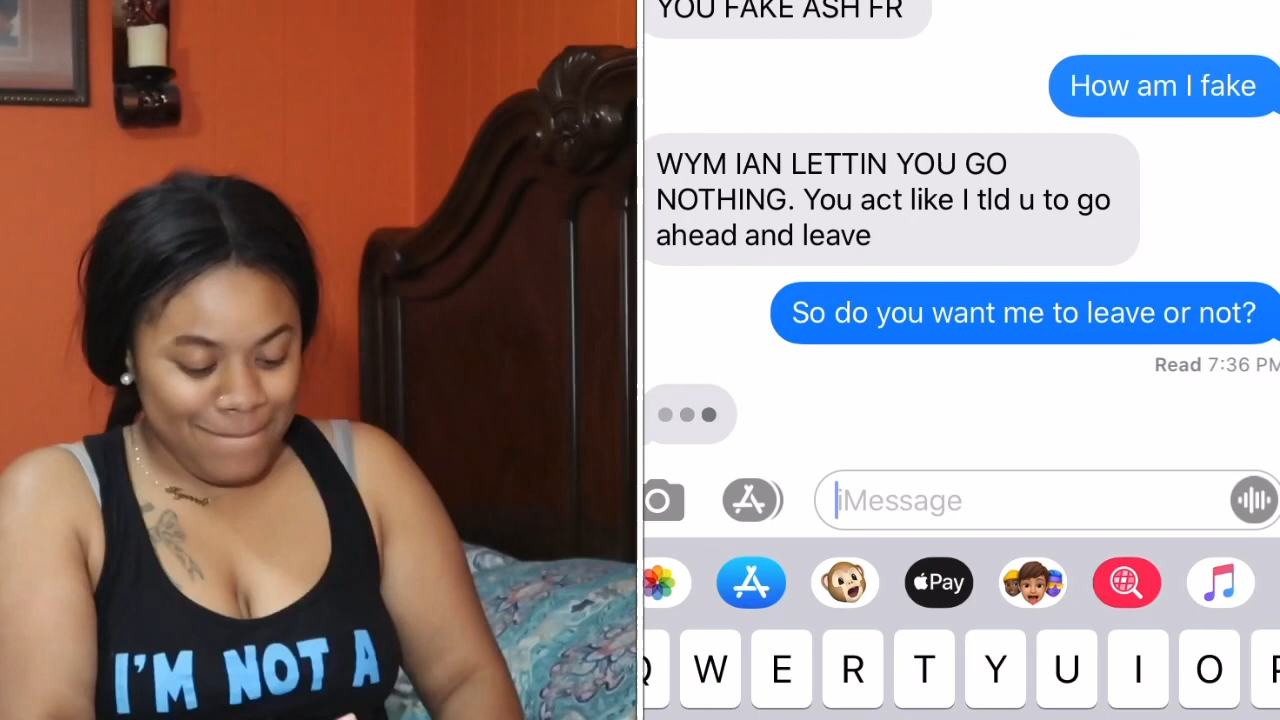 I'M NOT A
YOU FAKE ASH FR
How am I fake
WYM IAN LETTIN YOU GO
NOTHING. You act like I tld u to go
ahead and leave
So do you want me to leave or not?
Read 7:36 PM
iMessage
Pay
W E R T Y U I O